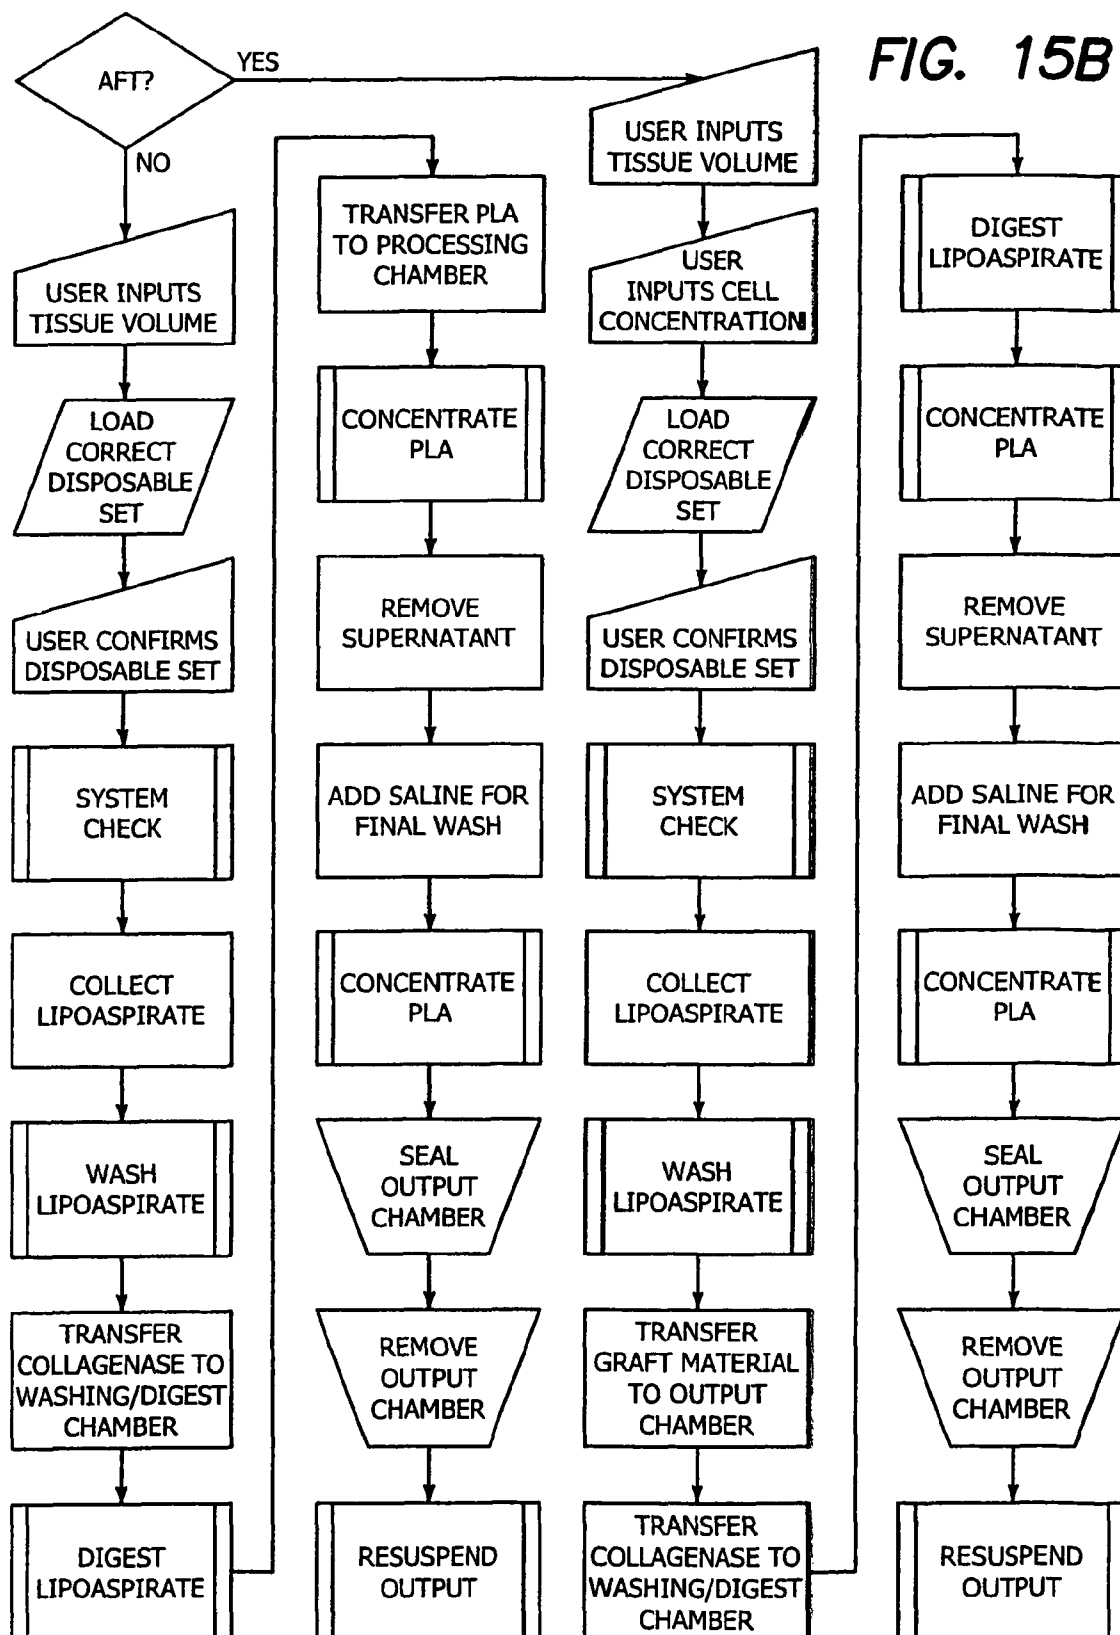 FIG. 15B
AFT?
YES
NO
USER INPUTS
TISSUE VOLUME
LOAD
CORRECT
DISPOSABLE
SET
USER CONFIRMS
DISPOSABLE SET
SYSTEM
CHECK
COLLECT
LIPOASPIRATE
WASH
LIPOASPIRATE
TRANSFER
COLLAGENASE TO
WASHING/DIGEST
CHAMBER
DIGEST
LIPOASPIRATE
TRANSFER PLA
TO PROCESSING
CHAMBER
CONCENTRATE
PLA
REMOVE
SUPERNATANT
ADD SALINE FOR
FINAL WASH
CONCENTRATE
PLA
SEAL
OUTPUT
CHAMBER
REMOVE
OUTPUT
CHAMBER
RESUSPEND
OUTPUT
USER INPUTS
TISSUE VOLUME
USER
INPUTS CELL
CONCENTRATION
LOAD
CORRECT
DISPOSABLE
SET
USER CONFIRMS
DISPOSABLE SET
SYSTEM
CHECK
COLLECT
LIPOASPIRATE
WASH
LIPOASPIRATE
TRANSFER
GRAFT MATERIAL
TO OUTPUT
CHAMBER
TRANSFER
COLLAGENASE TO
WASHING/DIGEST
CHAMBER
DIGEST
LIPOASPIRATE
CONCENTRATE
PLA
REMOVE
SUPERNATANT
ADD SALINE FOR
FINAL WASH
CONCENTRATE
PLA
SEAL
OUTPUT
CHAMBER
REMOVE
OUTPUT
CHAMBER
RESUSPEND
OUTPUT